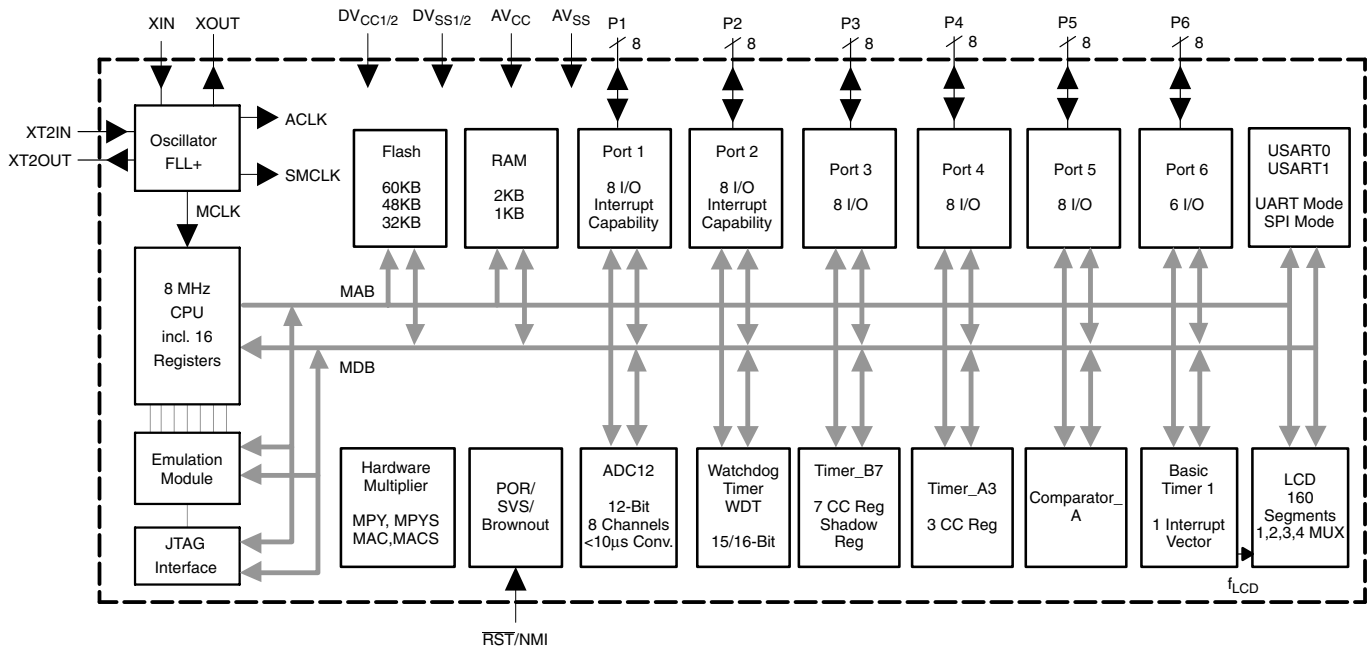 XIN
XOUT
DVCC1/2
DVSS1/2
AVCC
AVSS
P1
P2
P3
P4
P5
P6
8
8
8
8
8
8
XT2IN
XT2OUT
Oscillator
FLL+
ACLK
SMCLK
MCLK
Flash
60KB
48KB
32KB
RAM
2KB
1KB
Port 1
8 I/O
Interrupt
Capability
Port 2
8 I/O
Interrupt
Capability
Port 3
8 I/O
Port 4
8 I/O
Port 5
8 I/O
Port 6
6 I/O
USART0
USART1
UART Mode
SPI Mode
8 MHz
CPU
incl. 16
Registers
MAB
MDB
Emulation
Module
JTAG
Interface
Hardware
Multiplier
MPY, MPYS
MAC,MACS
POR/
SVS/
Brownout
ADC12
12-Bit
8 Channels
<10μs Conv.
Watchdog
Timer
WDT
15/16-Bit
Timer_B7
7 CC Reg
Shadow
Reg
Timer_A3
3 CC Reg
Comparator_
A
Basic
Timer 1
1 Interrupt
Vector
LCD
160
Segments
1,2,3,4 MUX
fLCD
RST/NMI